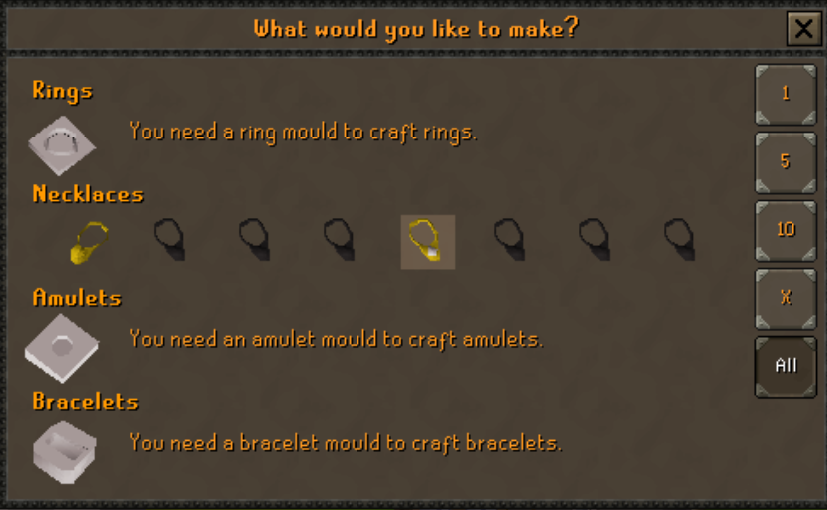 What would you like to make?
Rings
You need a ring mould to craft rings.
Necklaces
Amulets
You need an amulet mould to craft amulets.
Bracelets
You need a bracelet mould to craft bracelets.
1
5
10
X
All